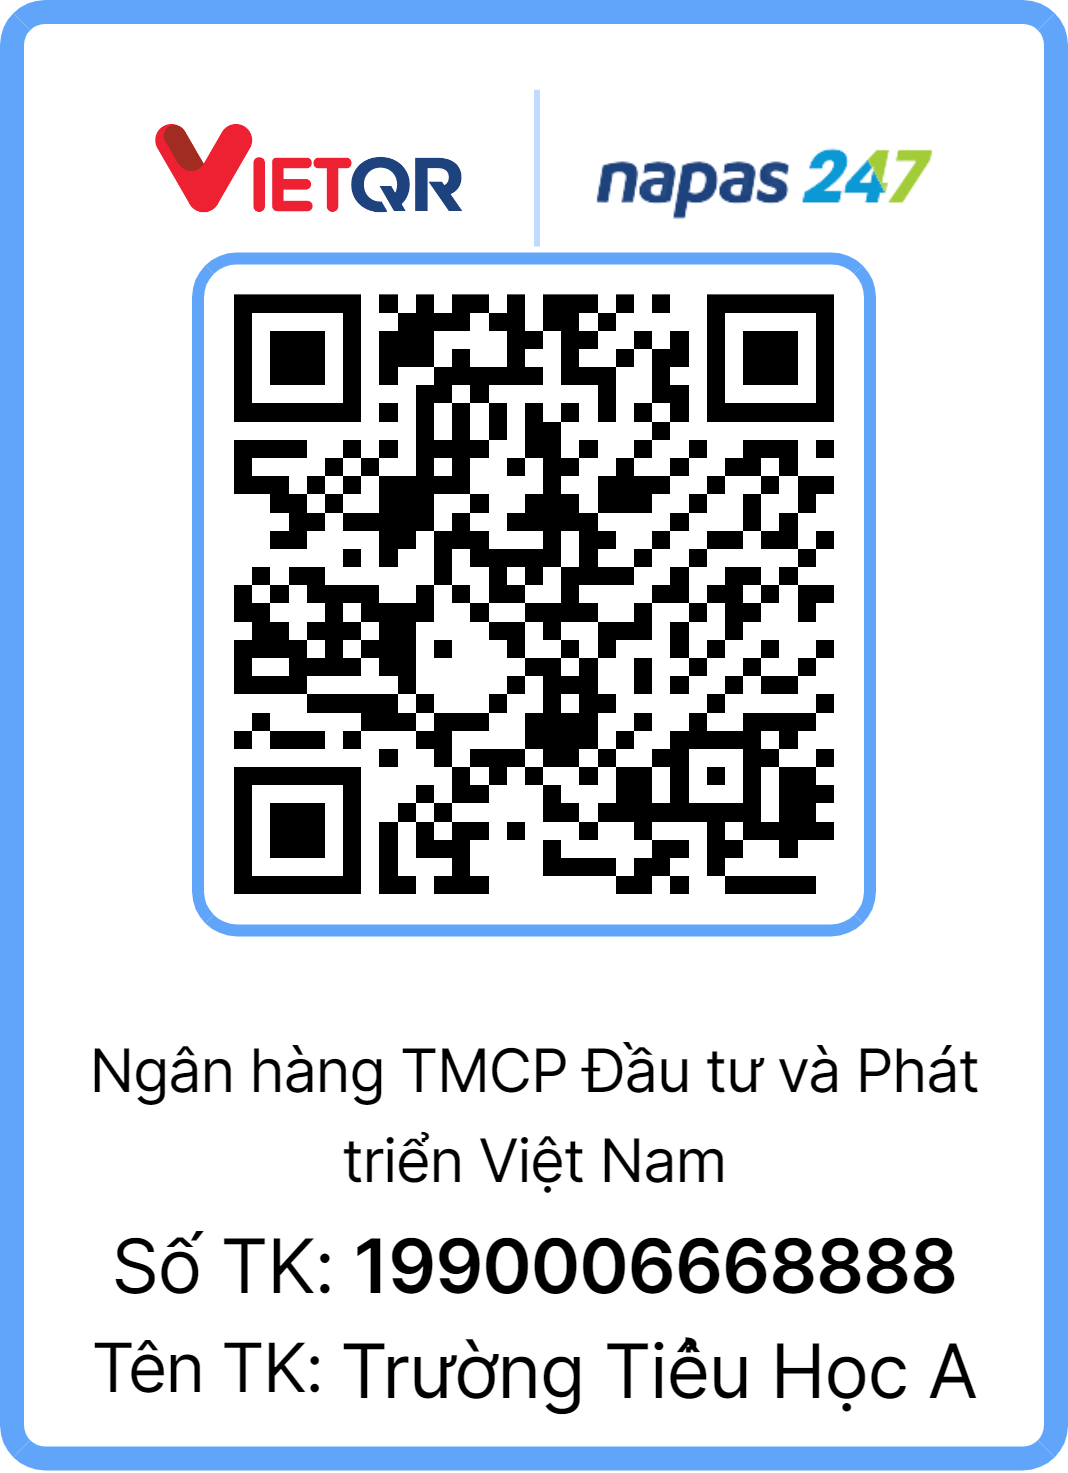 VIETQR
napas 247
Ngân hàng TMCP Đầu tư và Phát
triển Việt Nam
Số TK: 1990006668888
Tên TK: Trường Tiểu Học A